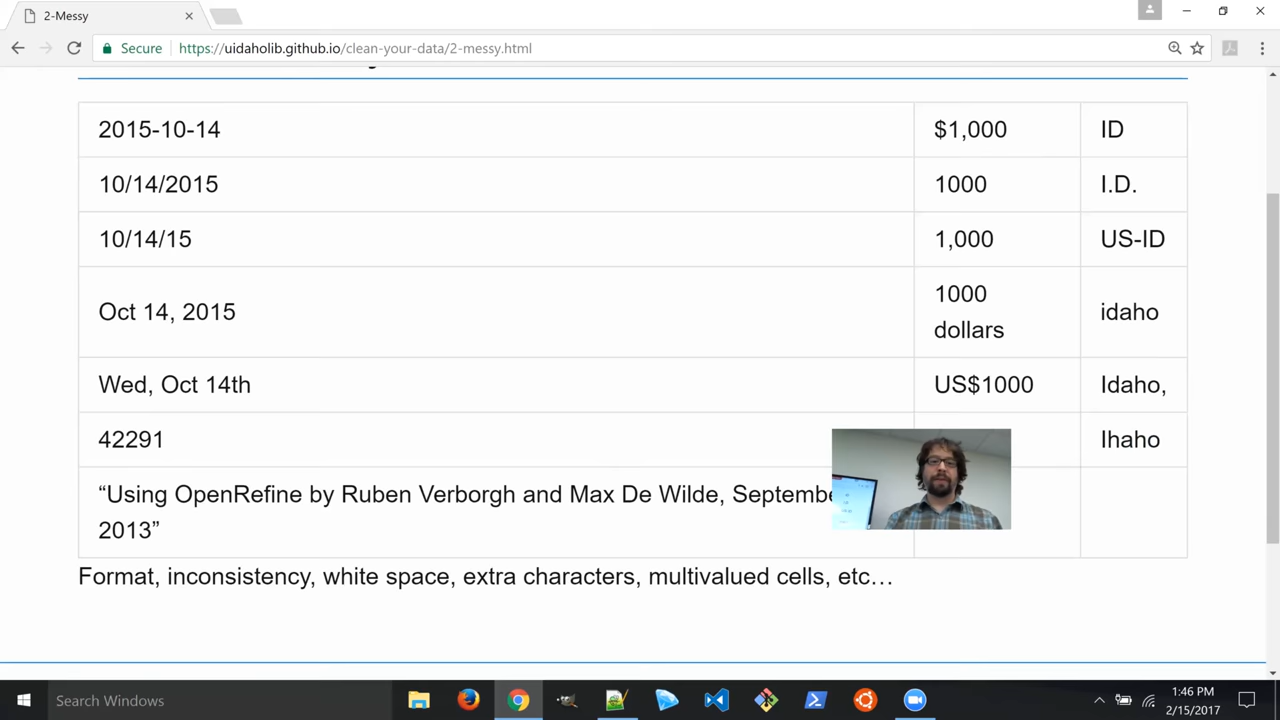 2-Messy
Secure https://uidaholib.github.io/clean-your-data/2-messy.html
2015-10-14 $1,000 ID
10/14/2015 1000 I.D.
10/14/15 1,000 US-ID
Oct 14, 2015 1000 dollars idaho
Wed, Oct 14th US$1000 Idaho,
42291 Ihaho
“Using OpenRefine by Ruben Verborgh and Max De Wilde,
2013”
Format, inconsistency, white space, extra characters, multivalued cells, etc…
Search Windows
1:46 PM
2/15/2017